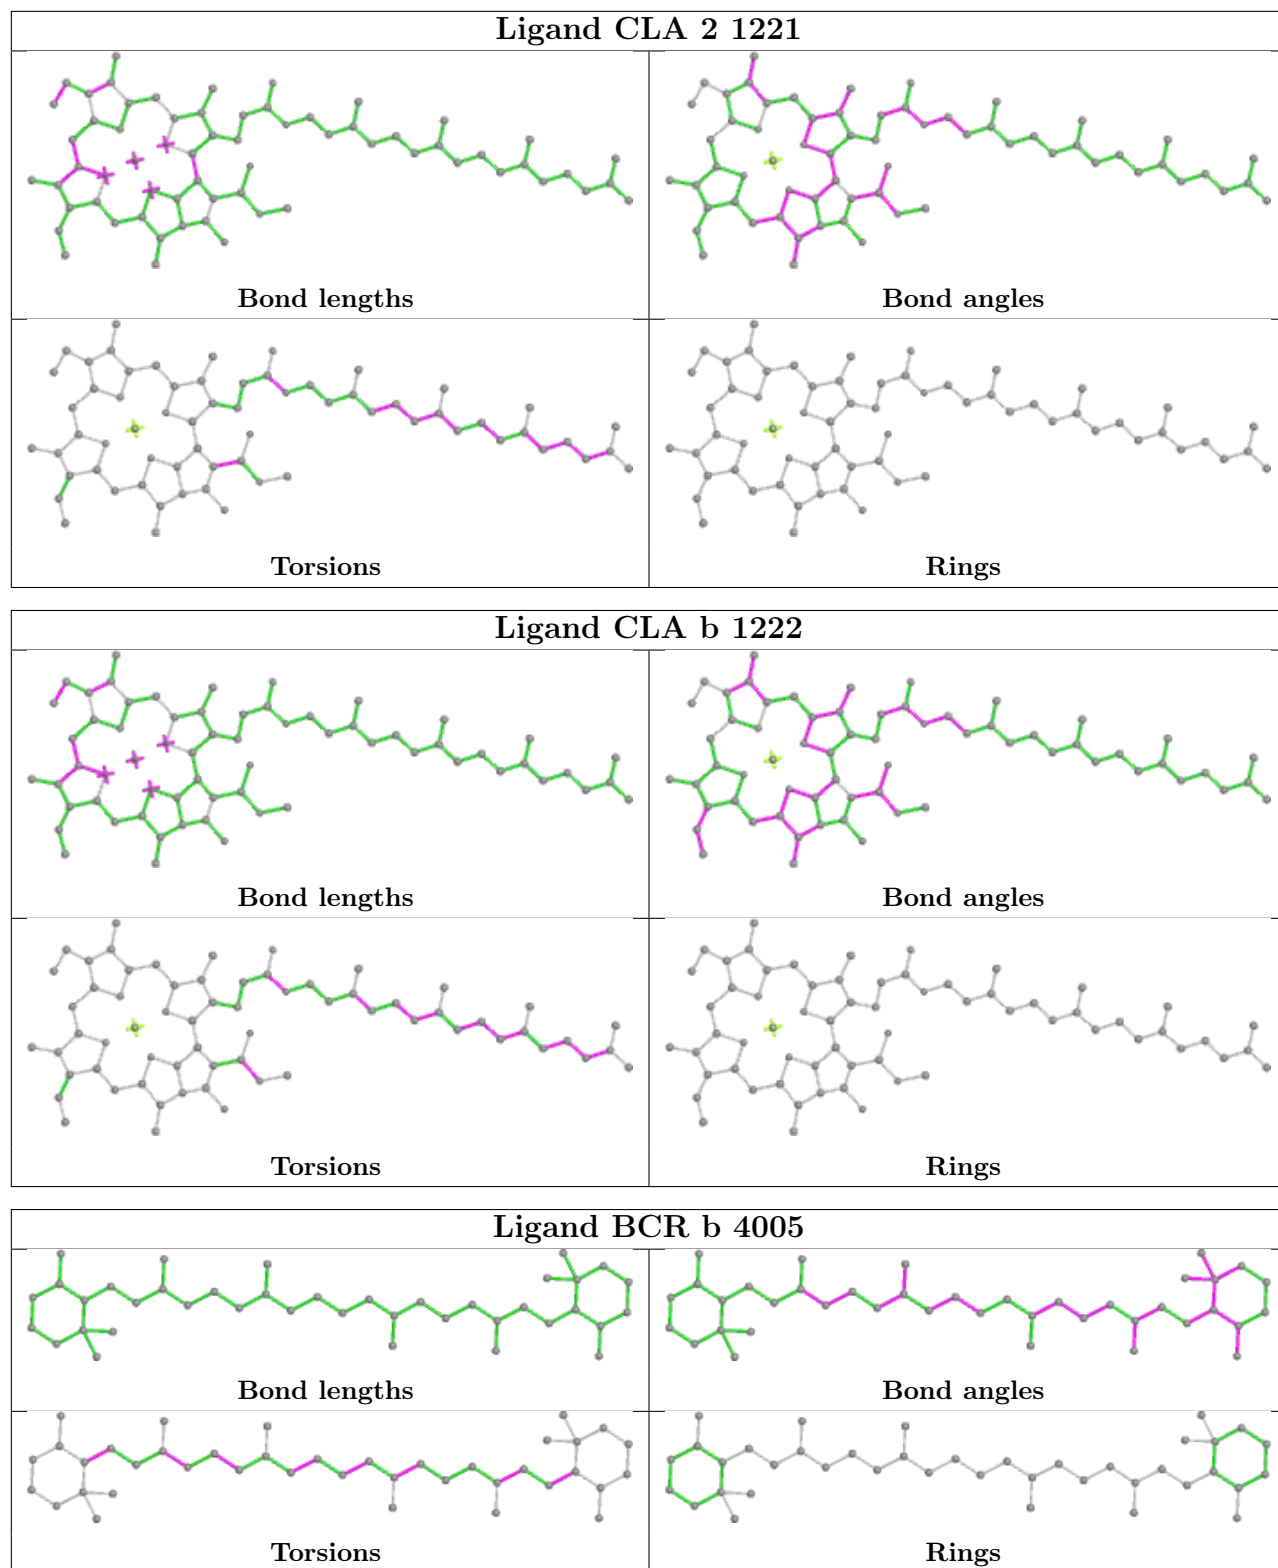 Ligand CLA 2 1221
Bond lengths
Bond angles
Torsions
Rings
Ligand CLA b 1222
Bond lengths
Bond angles
Torsions
Rings
Ligand BCR b 4005
Bond lengths
Bond angles
Torsions
Rings